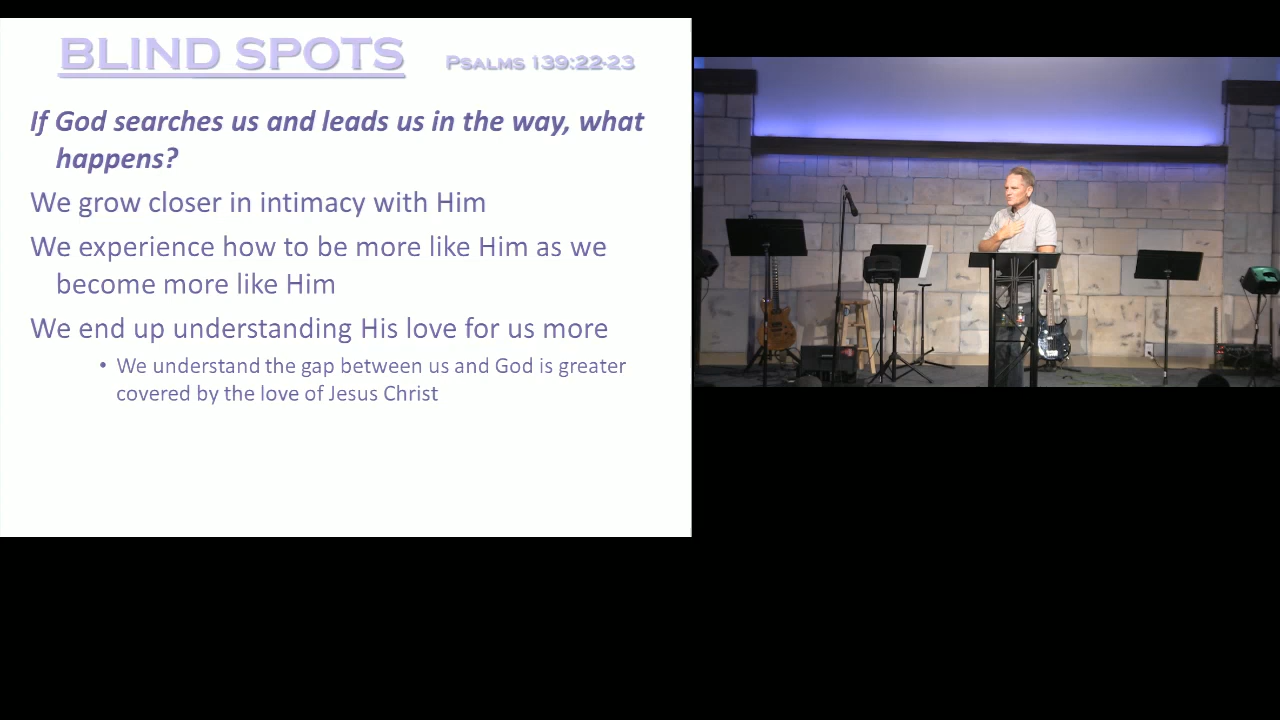 BLIND SPOTS Psalms 139:22-23
If God searches us and leads us in the way, what
happens?
We grow closer in intimacy with Him
We experience how to be more like Him as we
become more like Him
We end up understanding His love for us more
• We understand the gap between us and God is greater
covered by the love of Jesus Christ